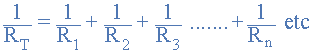 1/R_T = 1/R_1 + 1/R_2 + 1/R_3 ....... + 1/R_n etc